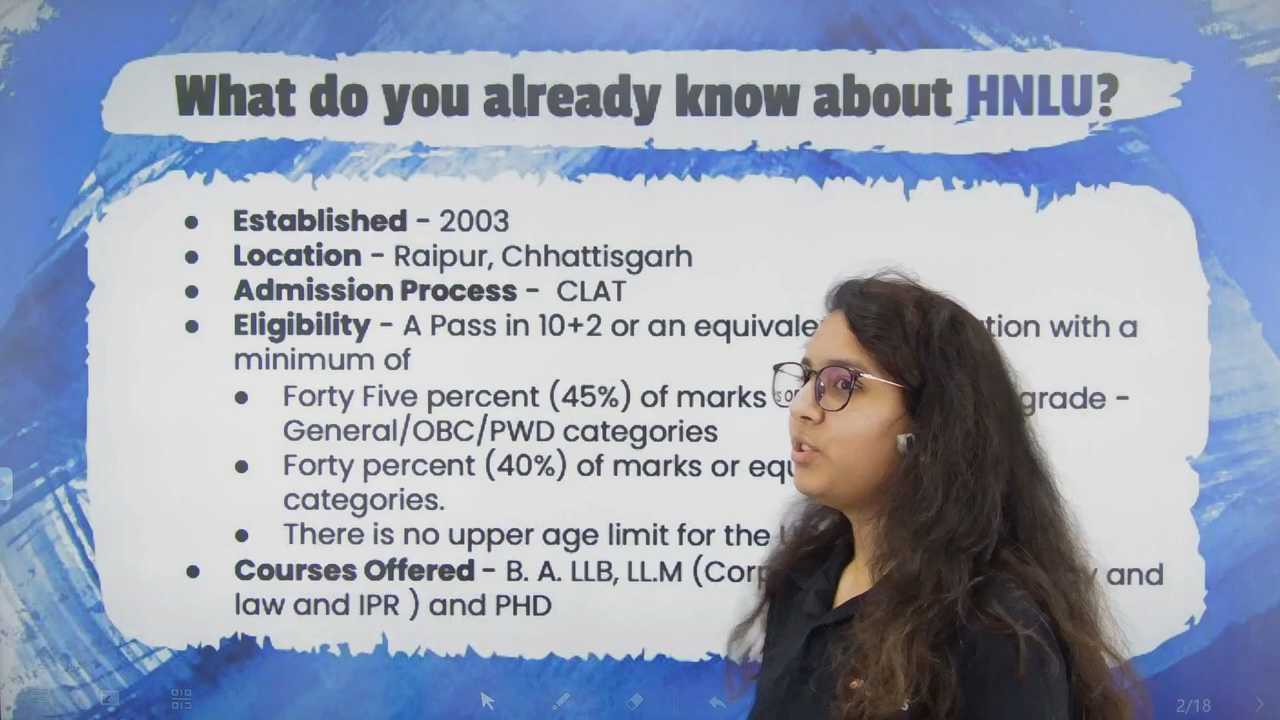 What do you already know about HNLU?
● Established - 2003
● Location - Raipur, Chhattisgarh
● Admission Process - CLAT
● Eligibility - A Pass in 10+2 or an with a
minimum of
● Forty Five percent (45%) of marks grade -
General/OBC/PWD categories
● Forty percent (40%) of marks or
categories.
● There is no upper age limit for the
● Courses Offered - B. A. LLB, LL.M and
law and IPR ) and PHD
2/18